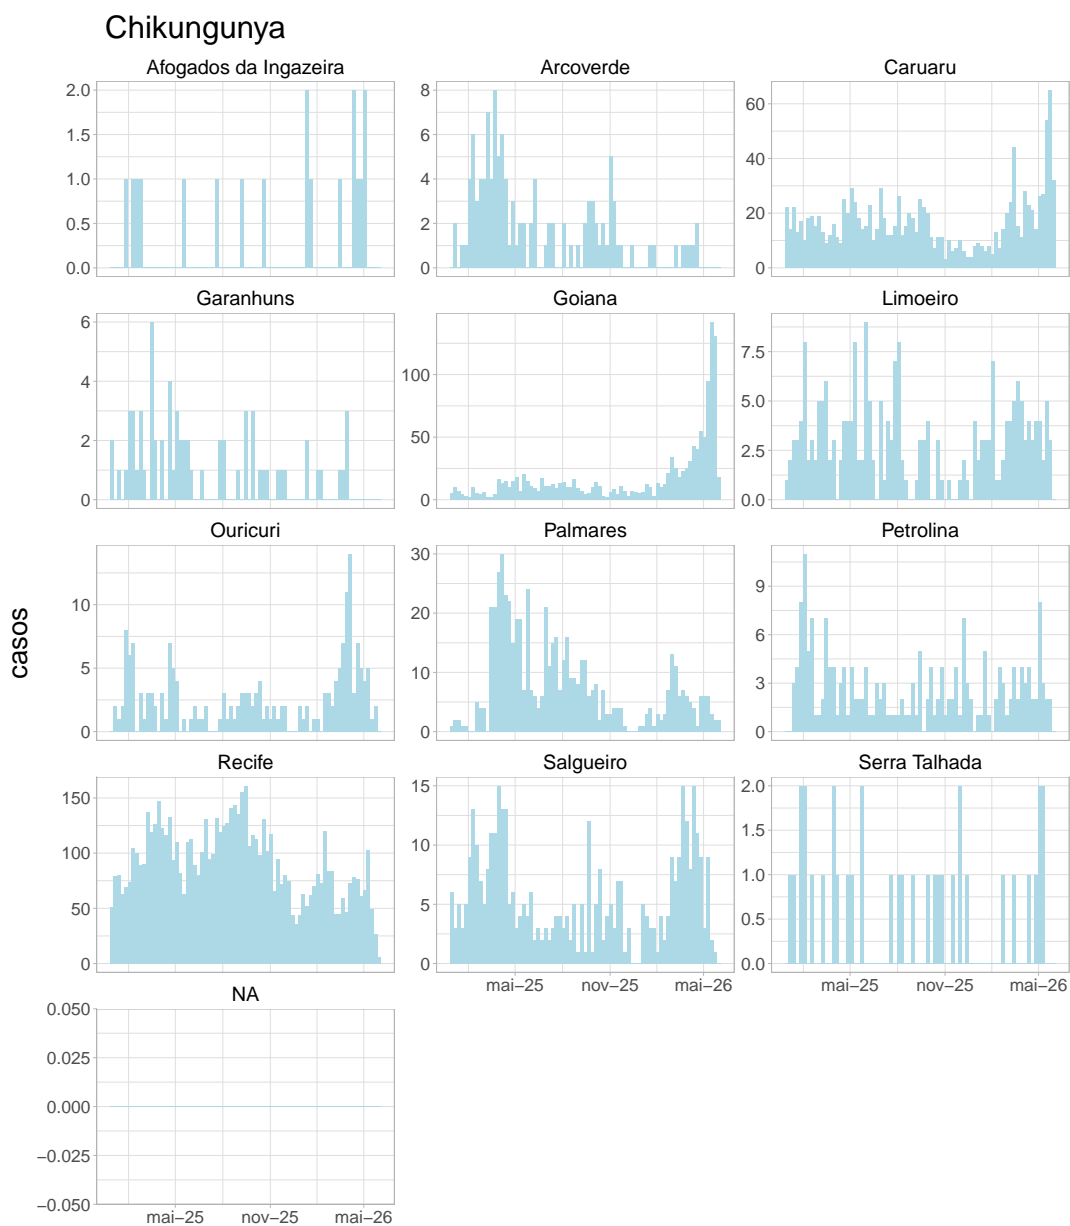 Chikungunya
Afogados da Ingazeira
Arcoverde
Caruaru
2.0
1.5
1.0
0.5
0.0
8
6
4
2
0
60
40
20
0
Garanhuns
Goiana
Limoeiro
6
4
2
0
100
50
0
7.5
5.0
2.5
0.0
Ouricuri
Palmares
Petrolina
10
5
0
30
20
10
0
9
6
3
0
casos
Recife
Salgueiro
Serra Talhada
150
100
50
0
15
10
5
0
2.0
1.5
1.0
0.5
0.0
mai−25
nov−25
mai−26
mai−25
nov−25
mai−26
NA
0.050
0.025
0.000
−0.025
−0.050
mai−25
nov−25
mai−26